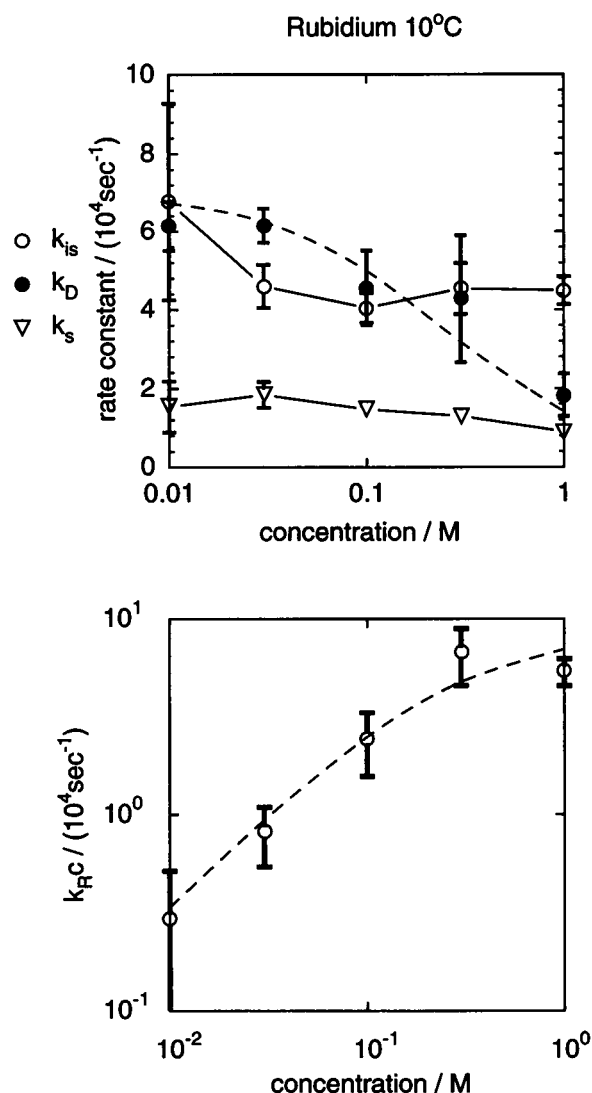 Rubidium 10°C
10
8
6
4
2
0
0.01
0.1
1
rate constant / (10⁴sec⁻¹)
k_is
k_D
k_s
concentration / M
10¹
10⁰
10⁻¹
10⁻²
10⁻¹
10⁰
k_Rc / (10⁴sec⁻¹)
concentration / M